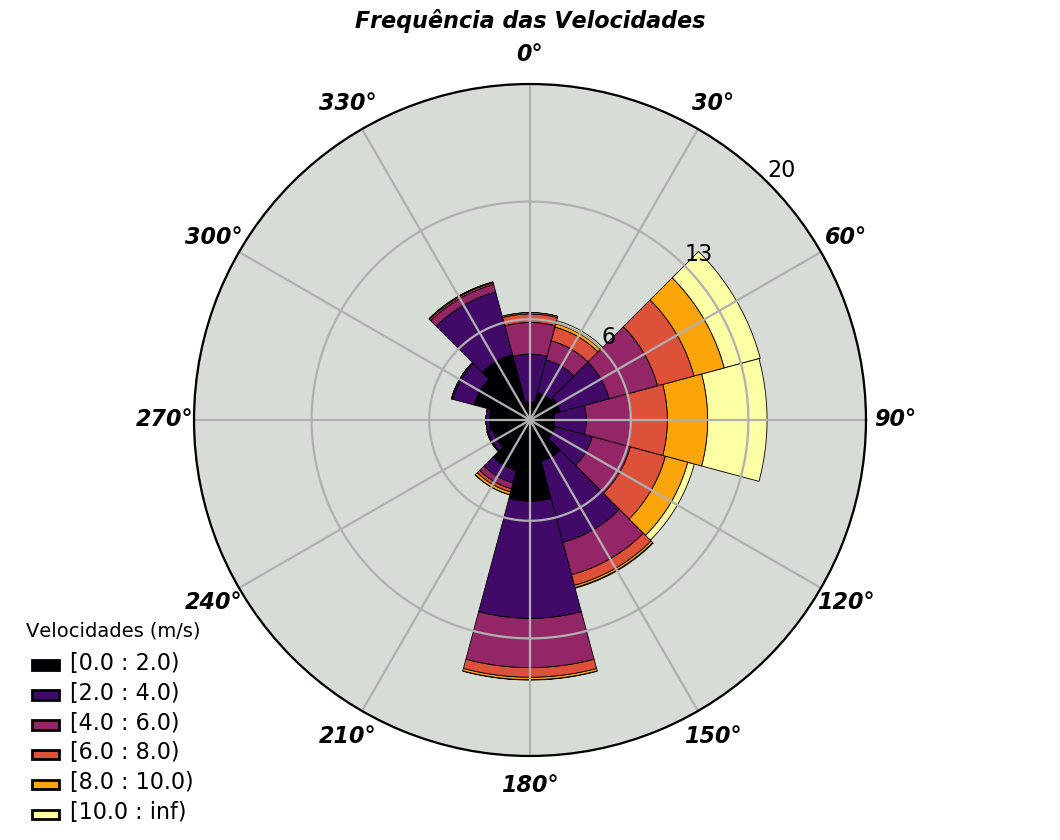 Frequência das Velocidades
0°
330°
30°
20
300°
60°
13
6
270°
90°
240°
120°
210°
150°
180°
Velocidades (m/s)
[0.0 : 2.0)
[2.0 : 4.0)
[4.0 : 6.0)
[6.0 : 8.0)
[8.0 : 10.0)
[10.0 : inf)